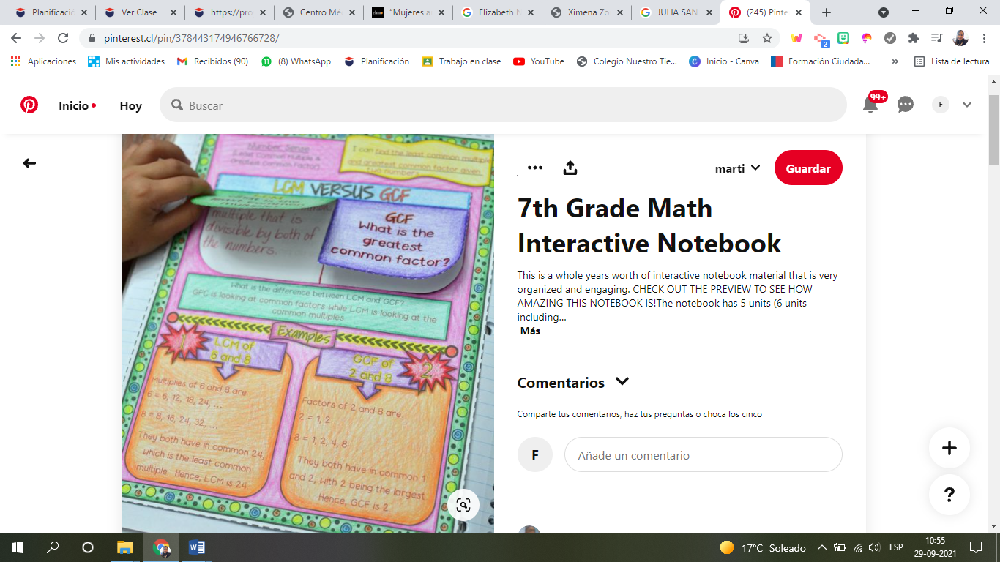 Planificaci
Ver Clase
https://pro
Centro Mé
"Mujeres a
Elizabeth N
Ximena Zo
JULIA SAN
(245) Pinte
pinterest.cl/pin/378443174946766728/
2
Aplicaciones
Mis actividades
Recibidos (90)
(8) WhatsApp
Planificación
Trabajo en clase
YouTube
Colegio Nuestro Tie...
Inicio - Canva
Formación Ciudada...
»
Lista de lectura
Inicio
Hoy
Buscar
99+
F
Number Sense
(Least Common Multiple &
Greatest Common Factor)
I can find the least common multiple
and greatest common factor given
two numbers
LCM VERSUS GCF
multiple that is
divisible by both of
the numbers.
GCF
What is the
greatest
common factor?
What is the difference between LCM and GCF?
GFC is looking at common factors while LCM is looking at the
common multiples
Examples
1
LCM of
6 and 8
Multiples of 6 and 8 are
6 = 6, 12, 18, 24, ...
8 = 8, 16, 24, 32, ...
They both have in common 24,
which is the least common
multiple. Hence, LCM is 24
GCF of
2 and 8
2
Factors of 2 and 8 are
2 = 1, 2
8 = 1, 2, 4, 8
They both have in common 1
and 2, with 2 being the largest.
Hence, GCF is 2
marti
Guardar
7th Grade Math
Interactive Notebook
This is a whole years worth of interactive notebook material that is very
organized and engaging. CHECK OUT THE PREVIEW TO SEE HOW
AMAZING THIS NOTEBOOK IS!The notebook has 5 units (6 units
including...
Más
Comentarios
Comparte tus comentarios, haz tus preguntas o choca los cinco
F
Añade un comentario
+
?
17°C Soleado
ESP
10:55
29-09-2021